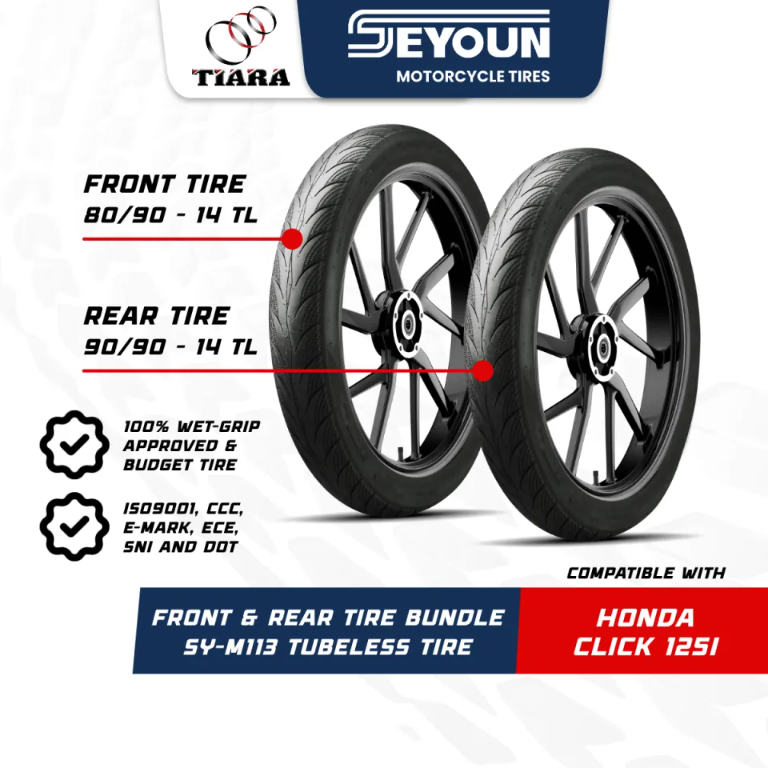 TIARA
SEYOUN
MOTORCYCLE TIRES
FRONT TIRE
80/90 - 14 TL
REAR TIRE
90/90 - 14 TL
100% WET-GRIP
APPROVED &
BUDGET TIRE
ISO9001, CCC,
E-MARK, ECE,
SNI AND DOT
COMPATIBLE WITH
FRONT & REAR TIRE BUNDLE
SY-M113 TUBELESS TIRE
HONDA
CLICK 125I